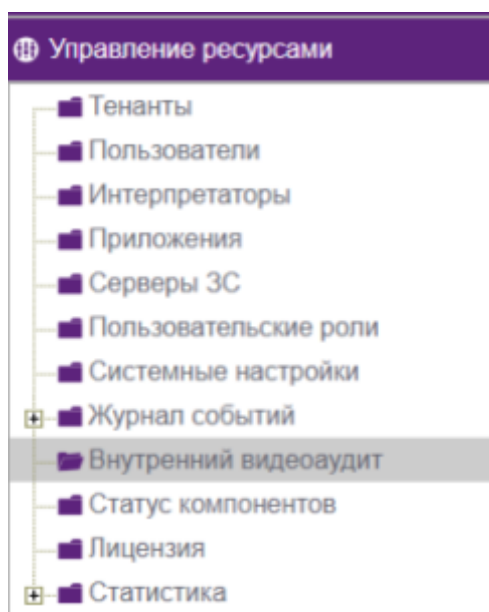 Управление ресурсами
Тенанты
Пользователи
Интерпретаторы
Приложения
Серверы ЗС
Пользовательские роли
Системные настройки
Журнал событий
Внутренний видеоаудит
Статус компонентов
Лицензия
Статистика